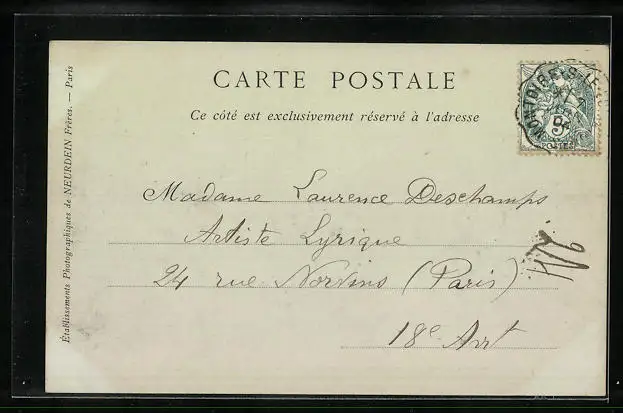 CARTE POSTALE
Ce côté est exclusivement réservé à l'adresse
Madame Laurence Deschamps
Artiste Lyrique
24 rue Norvins (Paris)
18e Arrt
Établissements Photographiques de NEURDEIN Frères. — Paris
5c
POSTES